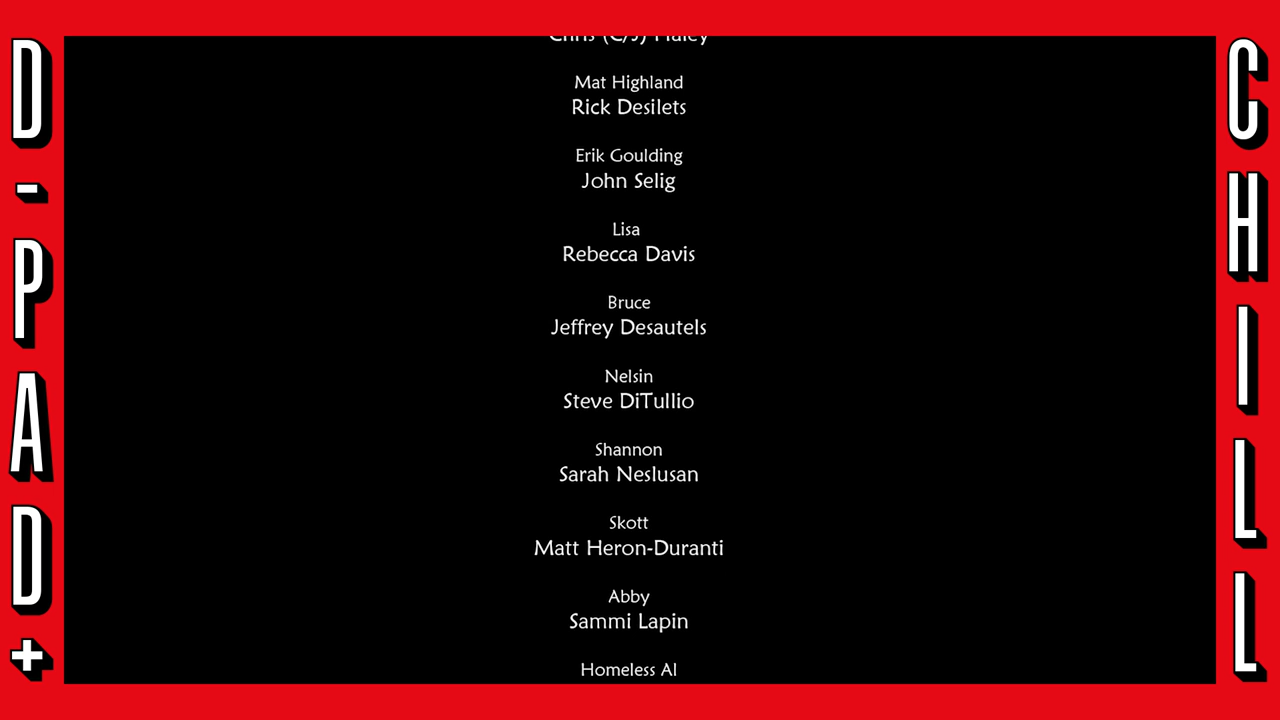 D-PAD+
Mat Highland
Rick Desilets
Erik Goulding
John Selig
Lisa
Rebecca Davis
Bruce
Jeffrey Desautels
Nelsin
Steve DiTullio
Shannon
Sarah Neslusan
Skott
Matt Heron-Duranti
Abby
Sammi Lapin
Homeless Al
CHILL